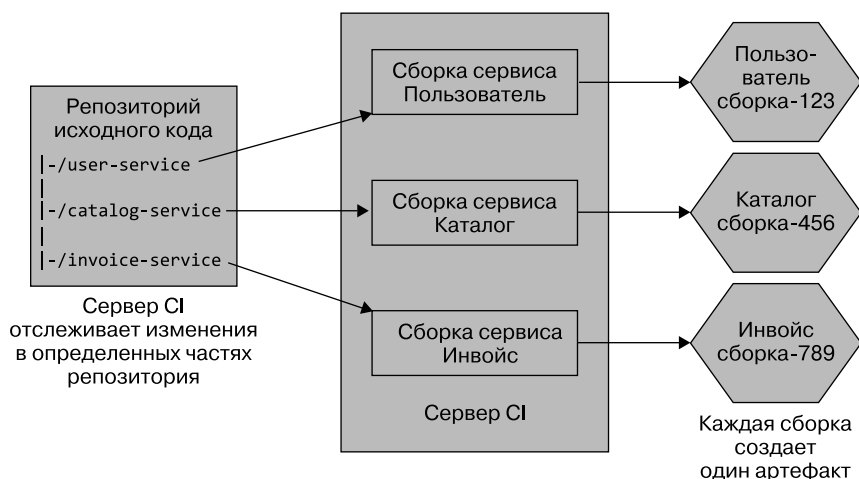 Репозиторий
исходного кода
|-/user-service
|
|-/catalog-service
|
|-/invoice-service
Сервер CI
отслеживает изменения
в определенных частях
репозитория
Сборка сервиса
Пользователь
Сборка сервиса
Каталог
Сборка сервиса
Инвойс
Сервер CI
Пользо-
ватель
сборка-123
Каталог
сборка-456
Инвойс
сборка-789
Каждая сборка
создает
один артефакт